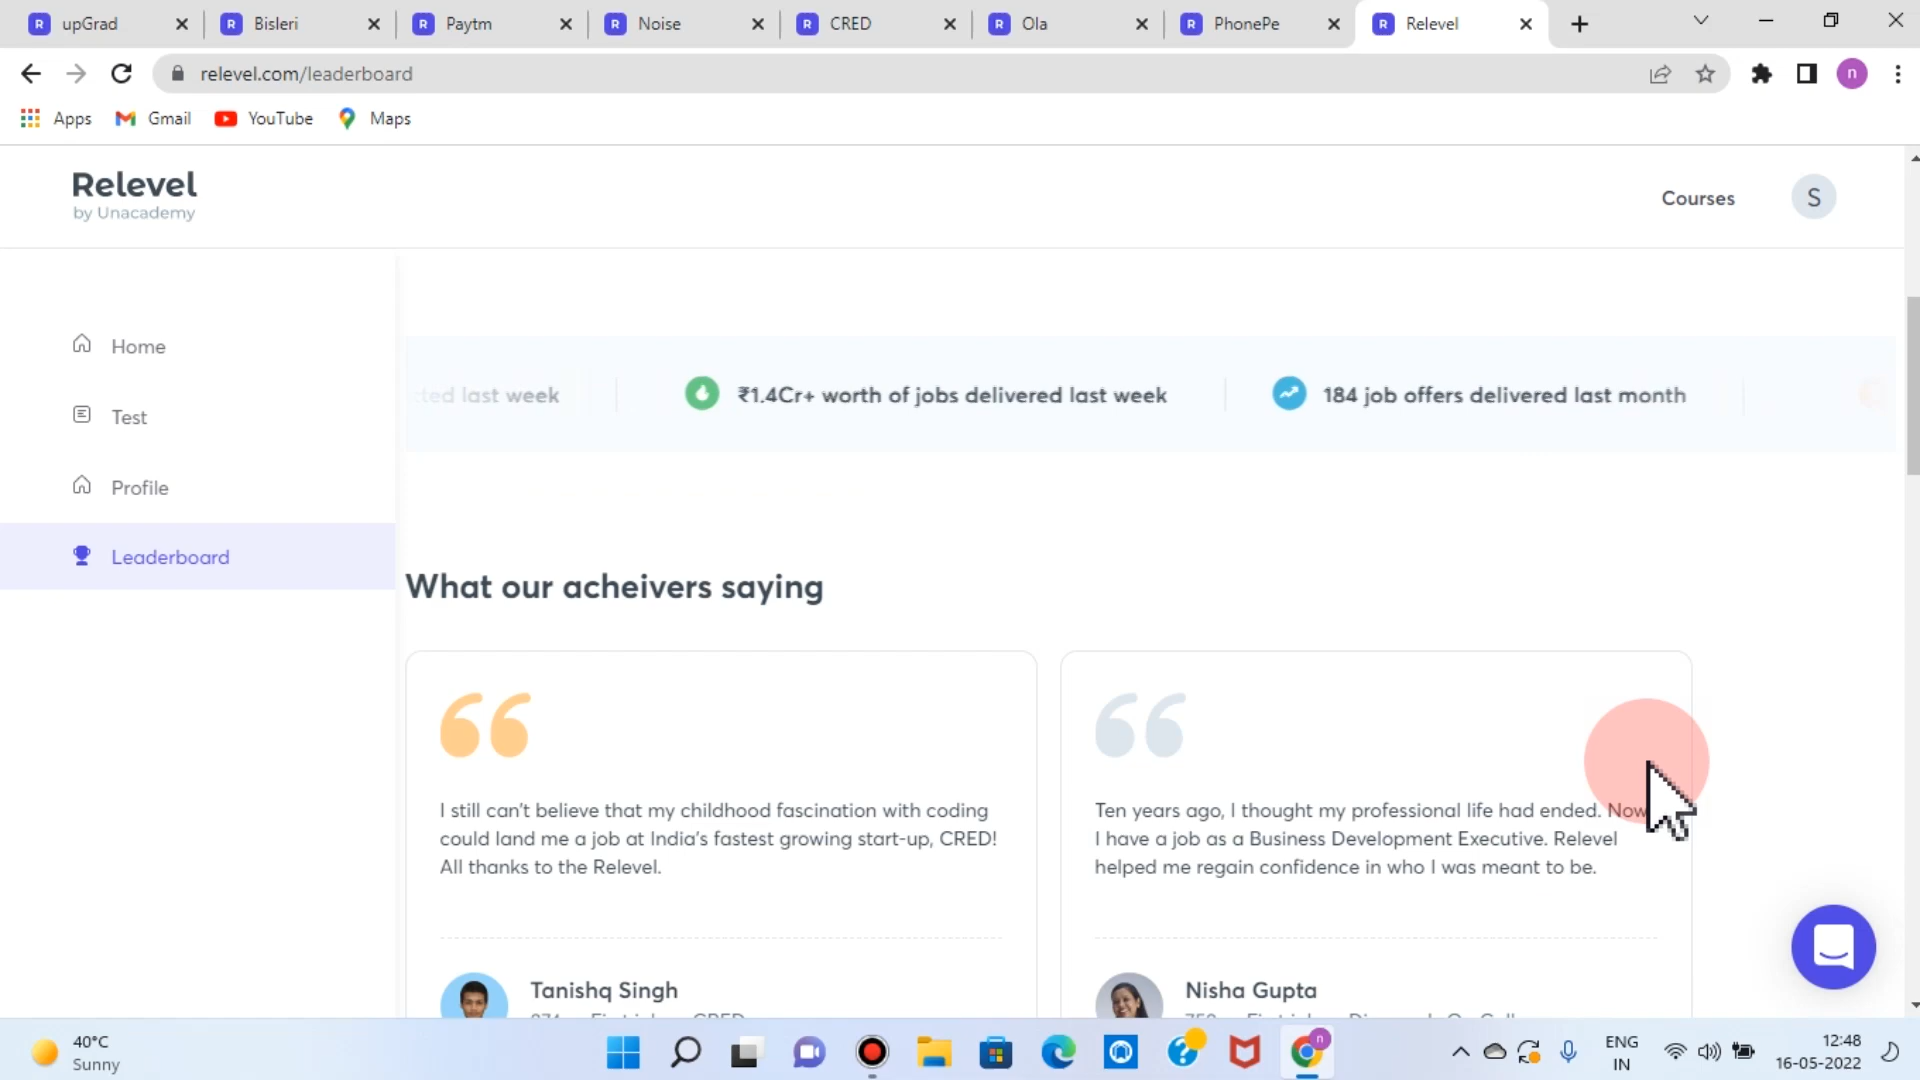 upGrad
Bisleri
Paytm
Noise
CRED
Ola
PhonePe
Relevel
relevel.com/leaderboard
n
Apps
Gmail
YouTube
Maps
Relevel
by Unacademy
Courses
S
Home
Test
Profile
Leaderboard
last week
₹1.4Cr+ worth of jobs delivered last week
184 job offers delivered last month
What our acheivers saying
I still can't believe that my childhood fascination with coding
could land me a job at India's fastest growing start-up, CRED!
All thanks to the Relevel.
Tanishq Singh
Ten years ago, I thought my professional life had ended. Now
I have a job as a Business Development Executive. Relevel
helped me regain confidence in who I was meant to be.
Nisha Gupta
40°C
Sunny
ENG
IN
12:48
16-05-2022